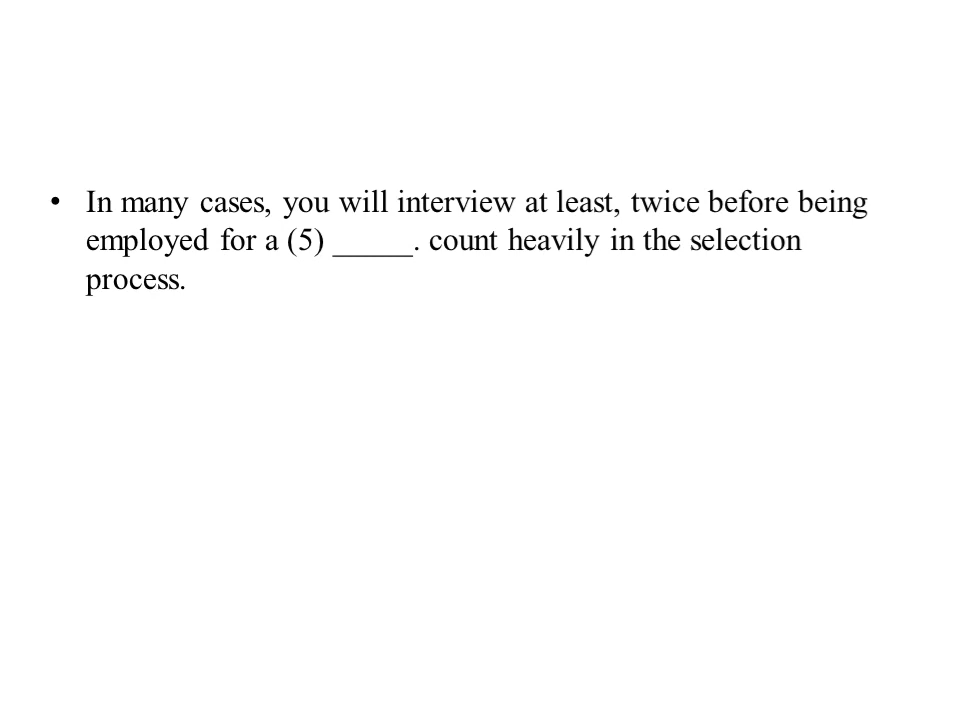 • In many cases, you will interview at least, twice before being
employed for a (5) _____. count heavily in the selection
process.